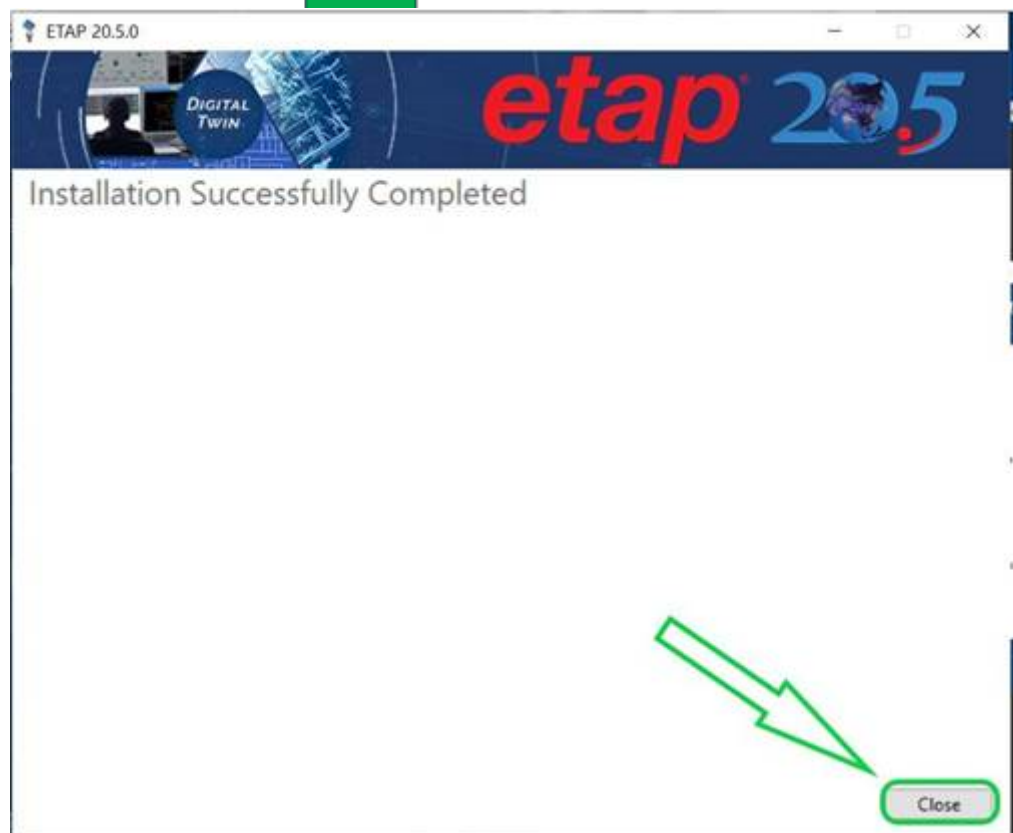 ETAP 20.5.0
DIGITAL
TWIN
etap 20.5
Installation Successfully Completed
Close